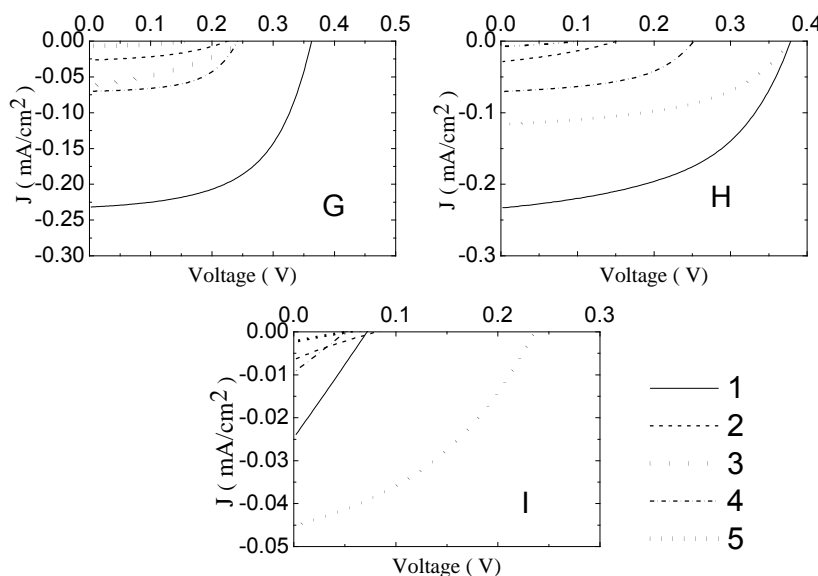 0.0 0.1 0.2 0.3 0.4 0.5
0.00
-0.05
-0.10
-0.15
-0.20
-0.25
-0.30
J ( mA/cm2 )
G
Voltage ( V)
0.0 0.1 0.2 0.3 0.4
0.0
-0.1
-0.2
-0.3
J ( mA/cm2 )
H
Voltage ( V)
0.0 0.1 0.2 0.3
0.00
-0.01
-0.02
-0.03
-0.04
-0.05
J ( mA/cm2 )
I
Voltage ( V)
1
2
3
4
5